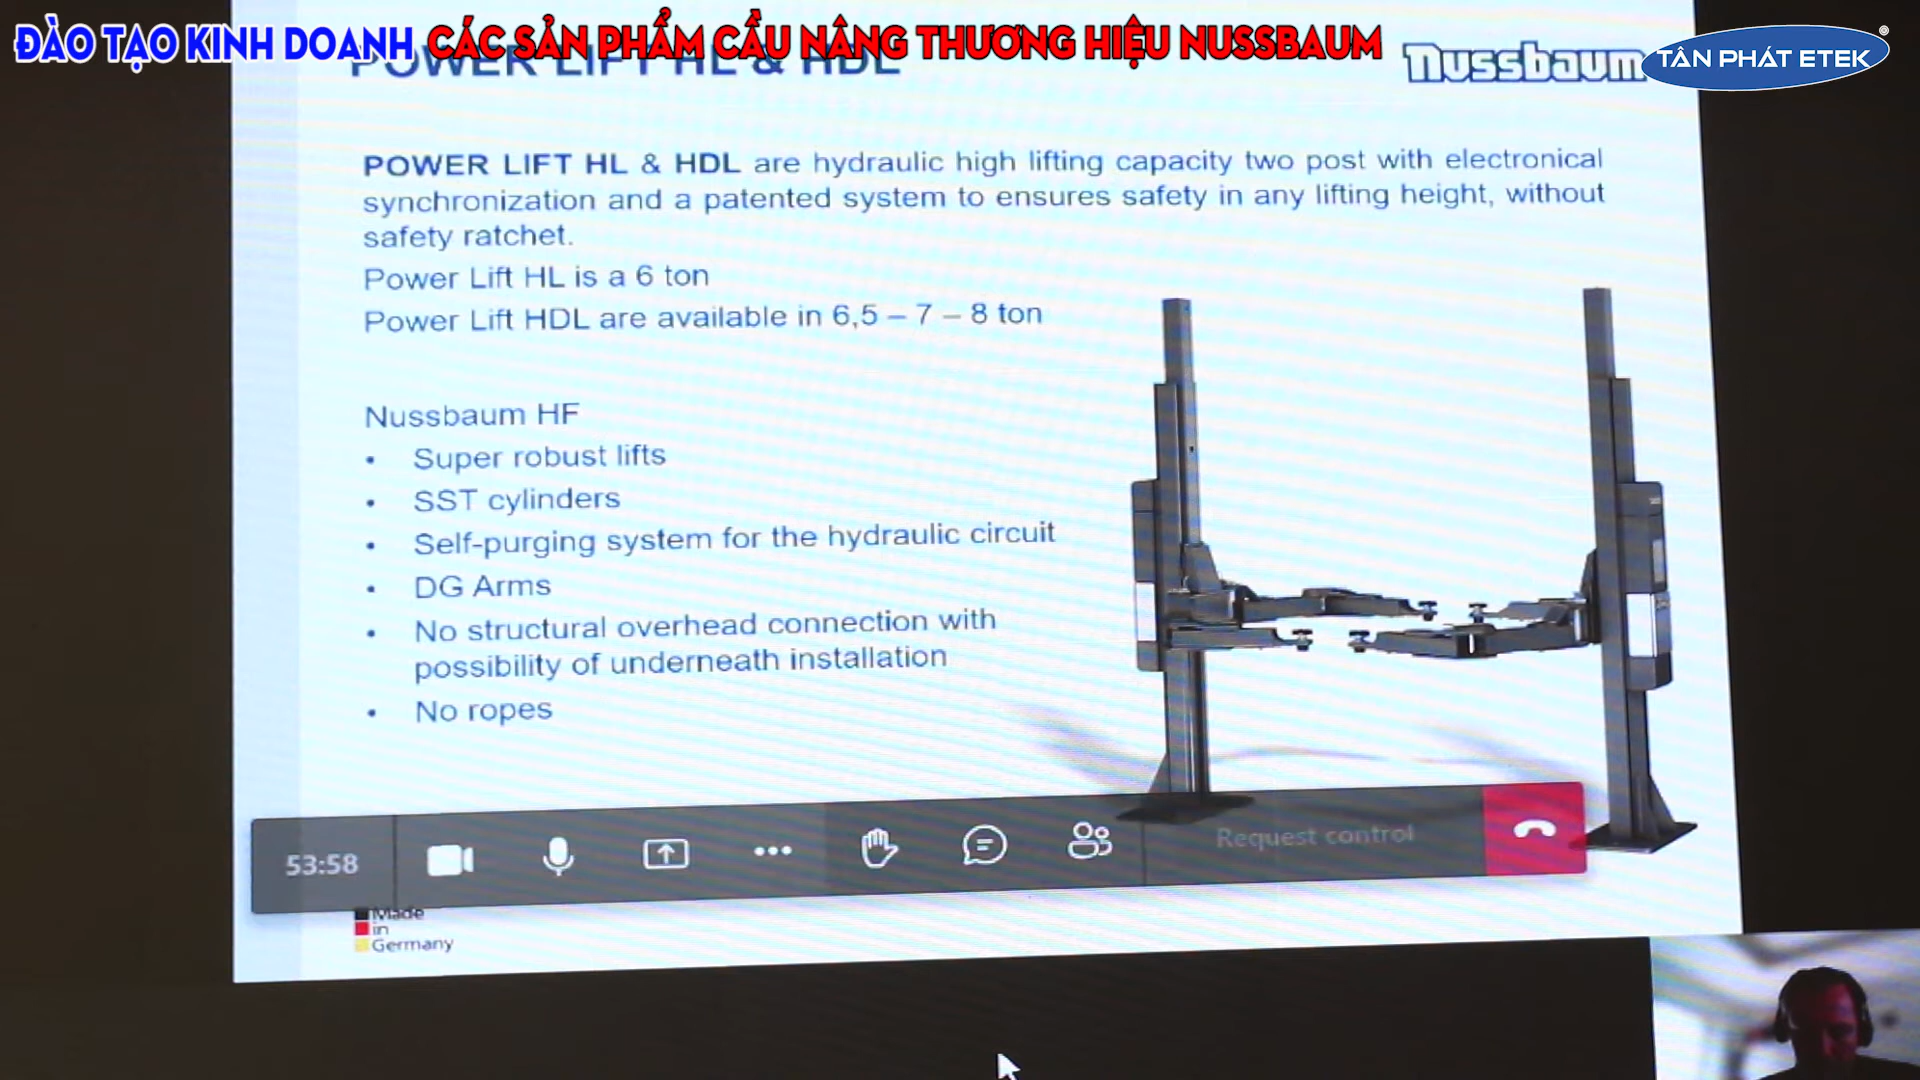 ĐÀO TẠO KINH DOANH CÁC SẢN PHẨM CẦU NÂNG THƯƠNG HIỆU NUSSBAUM
POWER LIFT HL & HDL
Nussbaum
TÂN PHÁT ETEK
POWER LIFT HL & HDL are hydraulic high lifting capacity two post with electronical
synchronization and a patented system to ensures safety in any lifting height, without
safety ratchet.
Power Lift HL is a 6 ton
Power Lift HDL are available in 6,5 – 7 – 8 ton
Nussbaum HF
• Super robust lifts
• SST cylinders
• Self-purging system for the hydraulic circuit
• DG Arms
• No structural overhead connection with
possibility of underneath installation
• No ropes
53:58
Request control
Made
in
Germany